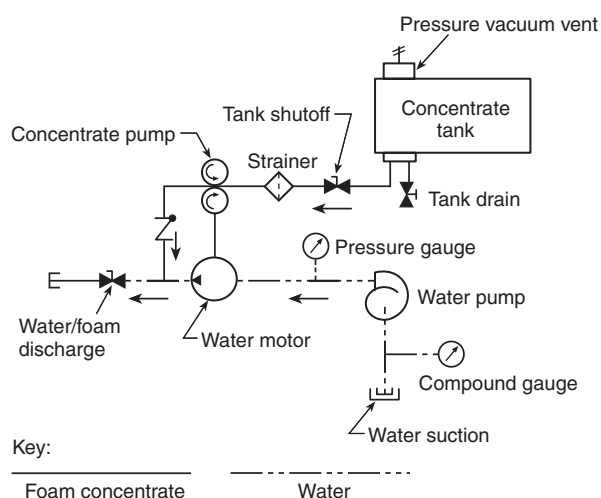 Pressure vacuum vent
Concentrate
tank
Tank shutoff
Concentrate pump
Strainer
Tank drain
Pressure gauge
Water pump
Water/foam
discharge
Water motor
Compound gauge
Water suction
Key:
Foam concentrate
Water